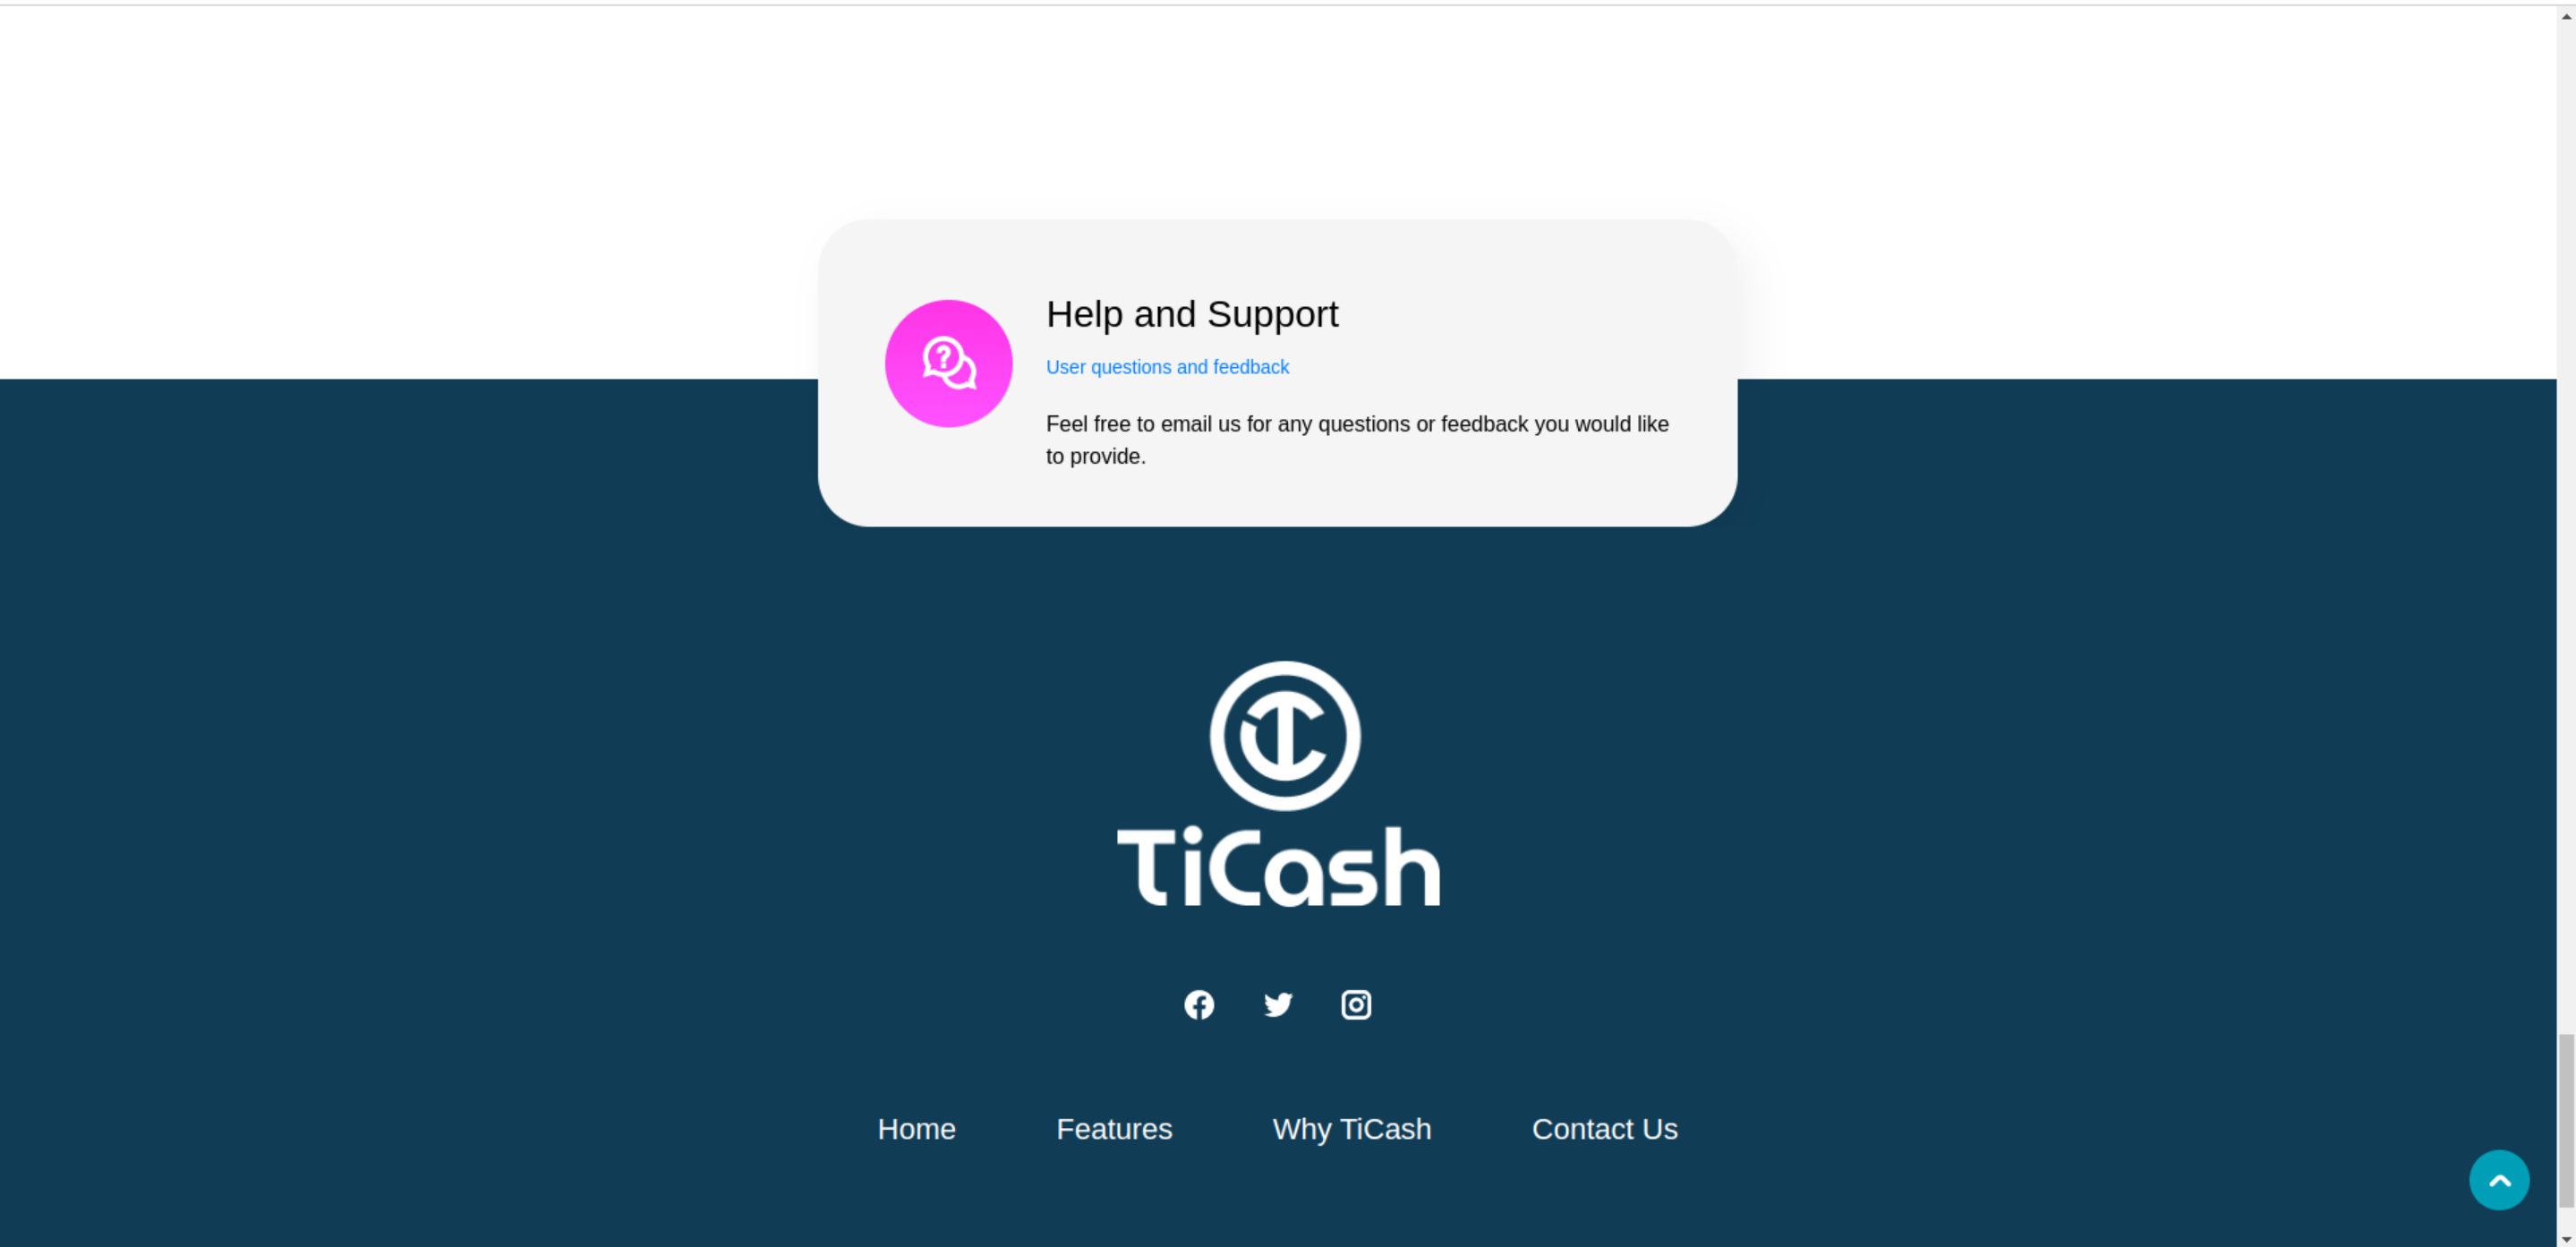 Help and Support
User questions and feedback
Feel free to email us for any questions or feedback you would like
to provide.
TiCash
Home Features Why TiCash Contact Us